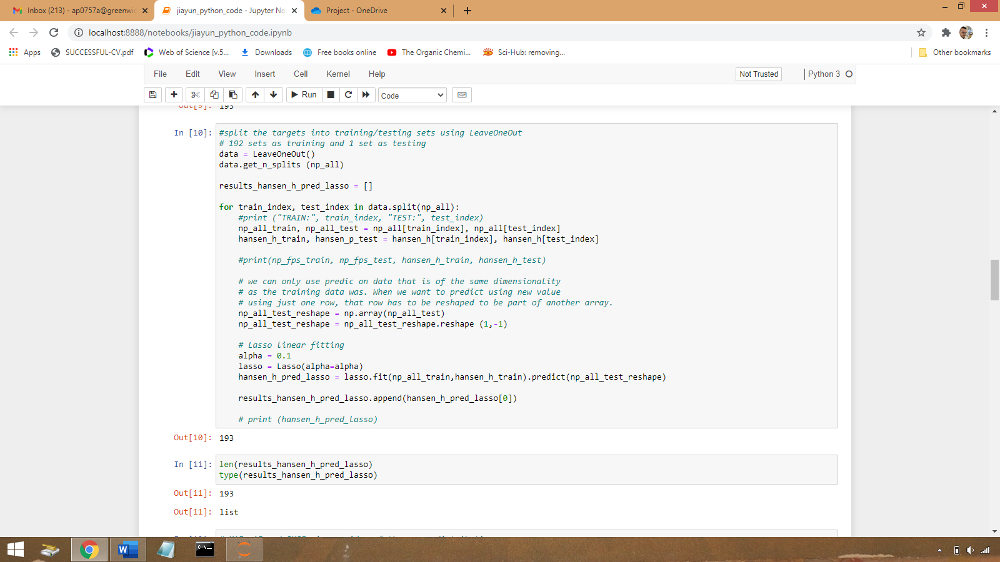 Inbox (213) - ap0757a@greenwic
jiayun_python_code - Jupyter No
Project - OneDrive
localhost:8888/notebooks/jiayun_python_code.ipynb
Apps
SUCCESSFUL-CV.pdf
Web of Science [v.5...
Downloads
Free books online
The Organic Chemi...
Sci-Hub: removing...
Other bookmarks
File Edit View Insert Cell Kernel Help
Not Trusted
Python 3
Run
Code
Out[9]: 193
In [10]: #split the targets into training/testing sets using LeaveOneOut
# 192 sets as training and 1 set as testing
data = LeaveOneOut()
data.get_n_splits (np_all)
results_hansen_h_pred_lasso = []
for train_index, test_index in data.split(np_all):
#print ("TRAIN:", train_index, "TEST:", test_index)
np_all_train, np_all_test = np_all[train_index], np_all[test_index]
hansen_h_train, hansen_p_test = hansen_h[train_index], hansen_h[test_index]
#print(np_fps_train, np_fps_test, hansen_h_train, hansen_h_test)
# we can only use predic on data that is of the same dimensionality
# as the training data was. When we want to predict using new value
# using just one row, that row has to be reshaped to be part of another array.
np_all_test_reshape = np.array(np_all_test)
np_all_test_reshape = np_all_test_reshape.reshape (1,-1)
# Lasso linear fitting
alpha = 0.1
lasso = Lasso(alpha=alpha)
hansen_h_pred_lasso = lasso.fit(np_all_train,hansen_h_train).predict(np_all_test_reshape)
results_hansen_h_pred_lasso.append(hansen_h_pred_lasso[0])
# print (hansen_h_pred_lasso)
Out[10]: 193
In [11]: len(results_hansen_h_pred_lasso)
type(results_hansen_h_pred_lasso)
Out[11]: 193
Out[11]: list